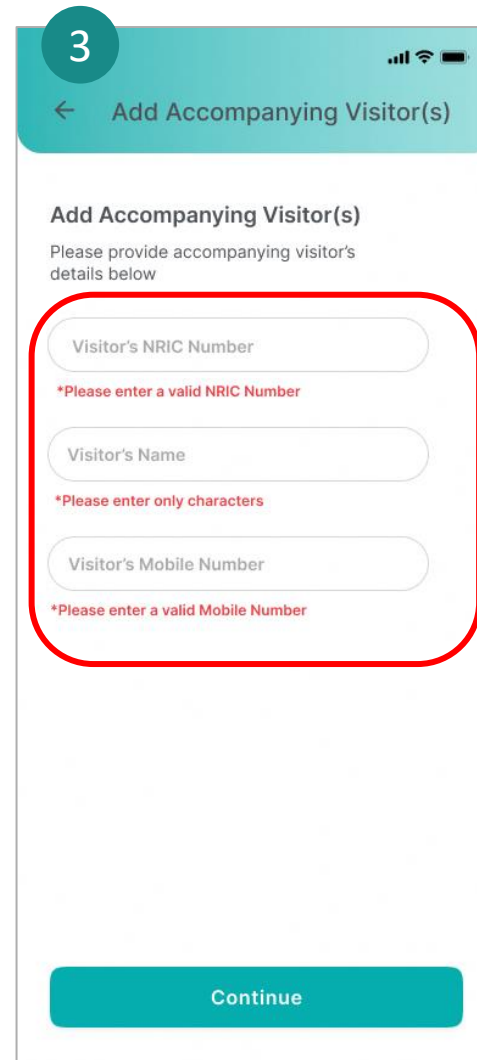 3
Add Accompanying Visitor(s)
Add Accompanying Visitor(s)
Please provide accompanying visitor's
details below
Visitor's NRIC Number
*Please enter a valid NRIC Number
Visitor's Name
*Please enter only characters
Visitor's Mobile Number
*Please enter a valid Mobile Number
Continue